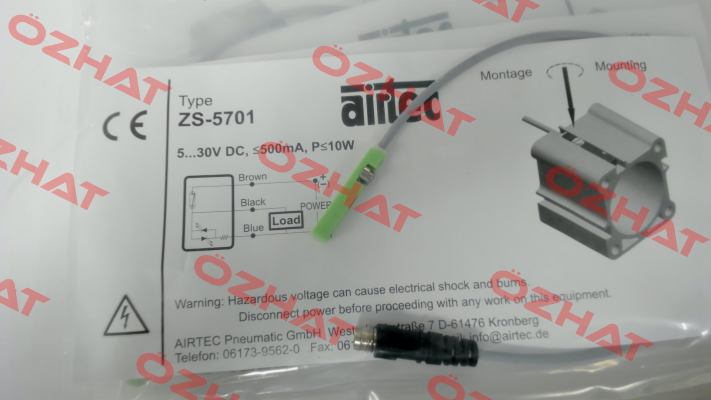 Type
ZS-5701
airtec
5...30V DC, ≤500mA, P≤10W
Brown
Black
Blue
Load
POWER
+
(−)
Montage
Mounting
CE
Warning: Hazardous voltage can cause electrical shock and burns.
Disconnect power before proceeding with any work on this equipment.
AIRTEC Pneumatic GmbH, 7 D-61476 Kronberg
Telefon: 06173-9562-0 Fax: info@airtec.de
ÖZHAT
ÖZHAT
ÖZHAT
ÖZHAT
ÖZHAT
ÖZHAT
ÖZHAT
ÖZHAT